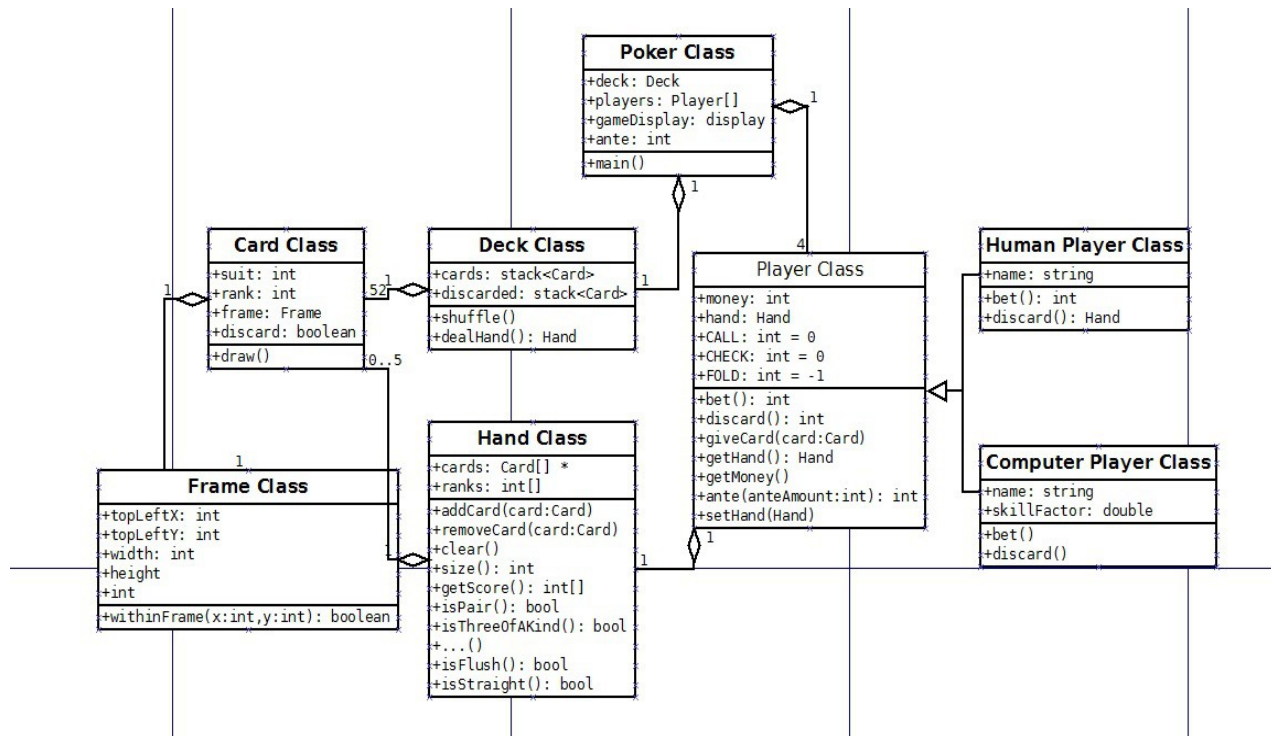 Poker Class
+deck: Deck
+players: Player[]
+gameDisplay: display
+ante: int
+main()
1
1
4
Card Class
+suit: int
+rank: int
+frame: Frame
+discard: boolean
+draw()
1
52
1
0..5
Deck Class
+cards: stack<Card>
+discarded: stack<Card>
+shuffle()
+dealHand(): Hand
1
Player Class
+money: int
+hand: Hand
+CALL: int = 0
+CHECK: int = 0
+FOLD: int = -1
+bet(): int
+discard(): int
+giveCard(card:Card)
+getHand(): Hand
+getMoney()
+ante(anteAmount:int): int
+setHand(Hand)
1
Human Player Class
+name: string
+bet(): int
+discard(): Hand
Computer Player Class
+name: string
+skillFactor: double
+bet()
+discard()
1
Frame Class
+topLeftX: int
+topLeftY: int
+width: int
+height
+int
+withinFrame(x:int,y:int): boolean
1
Hand Class
+cards: Card[] *
+ranks: int[]
+addCard(card:Card)
+removeCard(card:Card)
+clear()
+size(): int
+getScore(): int[]
+isPair(): bool
+isThreeOfAKind(): bool
+...()
+isFlush(): bool
+isStraight(): bool
1